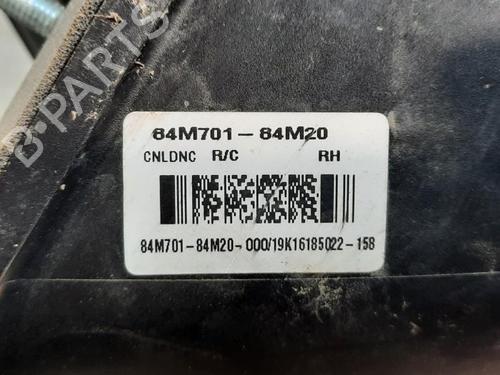 B-PARTS
84M701-84M20
CNLDNC R/C RH
84M701-84M20-000/19K16185022-158